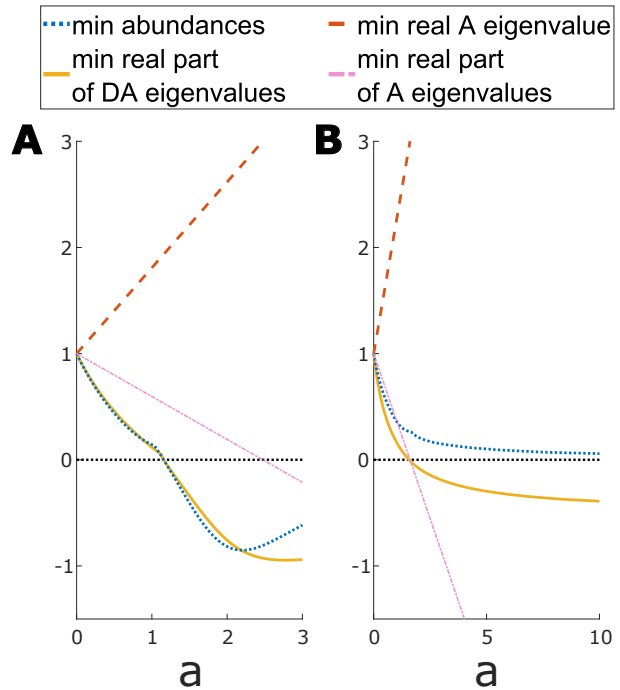 min abundances
min real A eigenvalue
min real part
of DA eigenvalues
min real part
of A eigenvalues
A
B
3
2
1
0
-1
0
1
2
3
a
3
2
1
0
-1
0
5
10
a